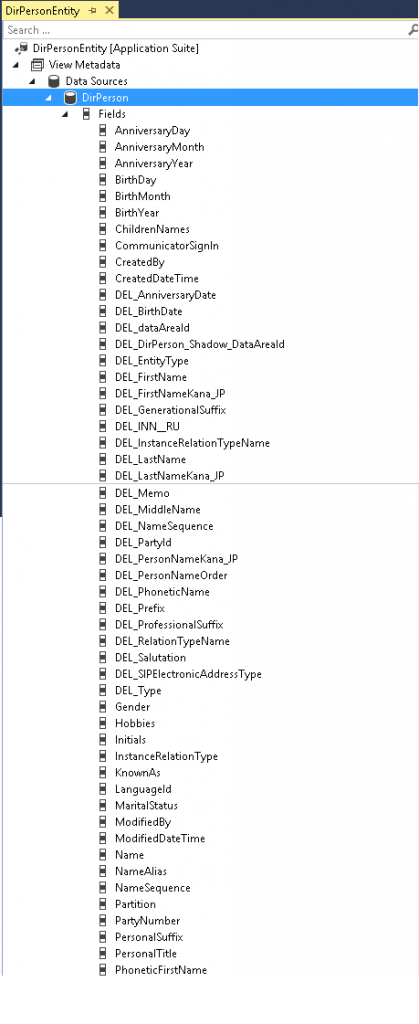 DirPersonEntity
Search ...
DirPersonEntity [Application Suite]
View Metadata
Data Sources
DirPerson
Fields
AnniversaryDay
AnniversaryMonth
AnniversaryYear
BirthDay
BirthMonth
BirthYear
ChildrenNames
CommunicatorSignIn
CreatedBy
CreatedDateTime
DEL_AnniversaryDate
DEL_BirthDate
DEL_dataAreaId
DEL_DirPerson_Shadow_DataAreaId
DEL_EntityType
DEL_FirstName
DEL_FirstNameKana_JP
DEL_GenerationalSuffix
DEL_INN__RU
DEL_InstanceRelationTypeName
DEL_LastName
DEL_LastNameKana_JP
DEL_Memo
DEL_MiddleName
DEL_NameSequence
DEL_PartyId
DEL_PersonNameKana_JP
DEL_PersonNameOrder
DEL_PhoneticName
DEL_Prefix
DEL_ProfessionalSuffix
DEL_RelationTypeName
DEL_Salutation
DEL_SIPElectronicAddressType
DEL_Type
Gender
Hobbies
Initials
InstanceRelationType
KnownAs
LanguageId
MaritalStatus
ModifiedBy
ModifiedDateTime
Name
NameAlias
NameSequence
Partition
PartyNumber
PersonalSuffix
PersonalTitle
PhoneticFirstName